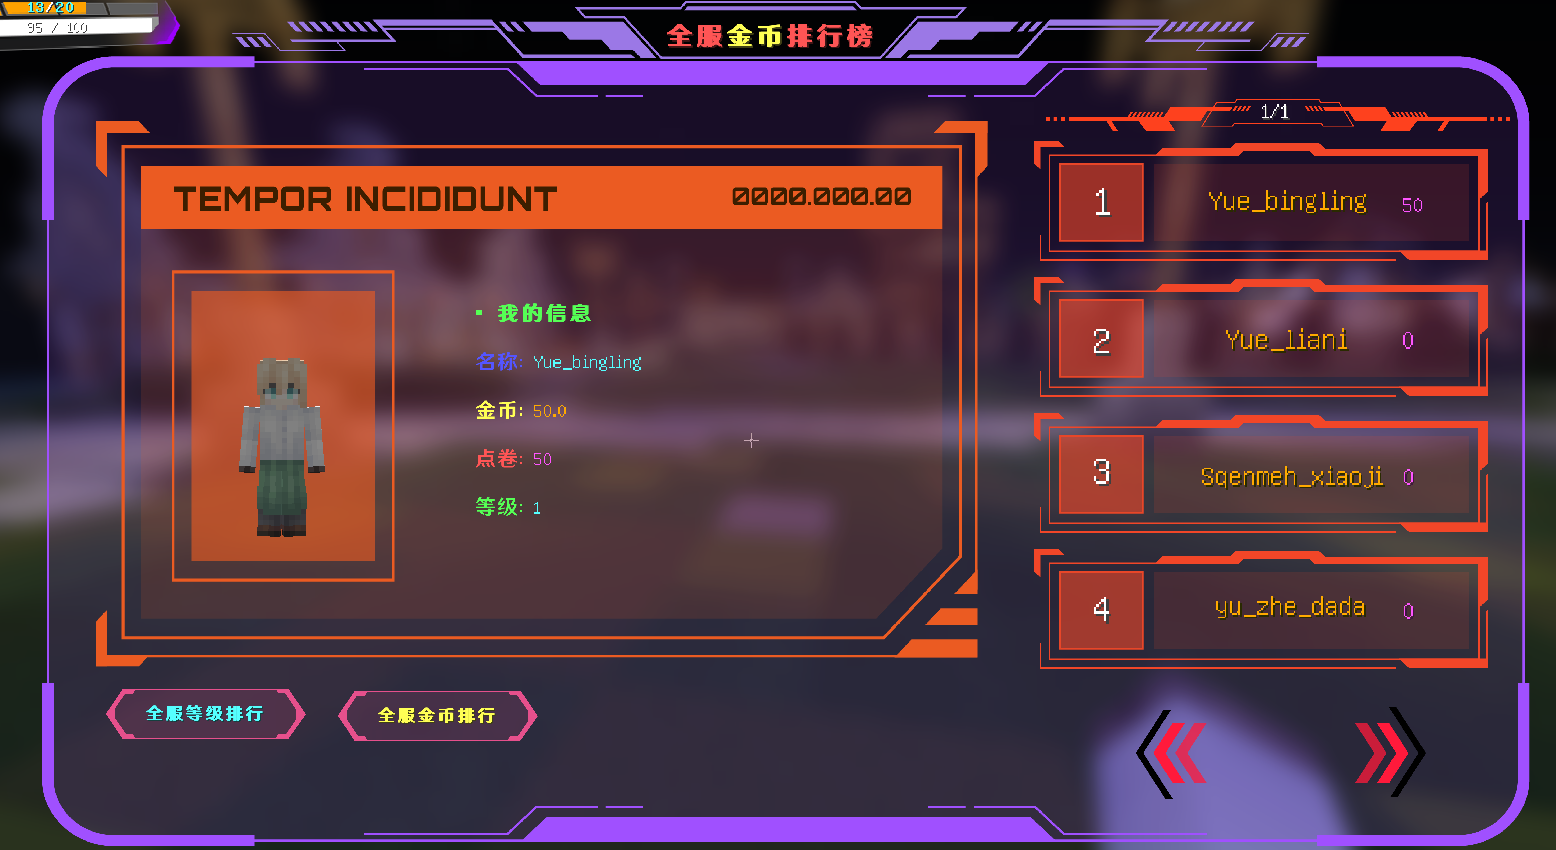 13/20
95 / 100
全服金币排行榜
TEMPOR INCIDIDUNT
0000.000.00
▪ 我的信息
名称: Yue_bingling
金币: 50.0
点卷: 50
等级: 1
全服等级排行
全服金币排行
1/1
1 Yue_bingling 50
2 Yue_liani 0
3 Sqenmeh_xiaoji 0
4 yu_zhe_dada 0